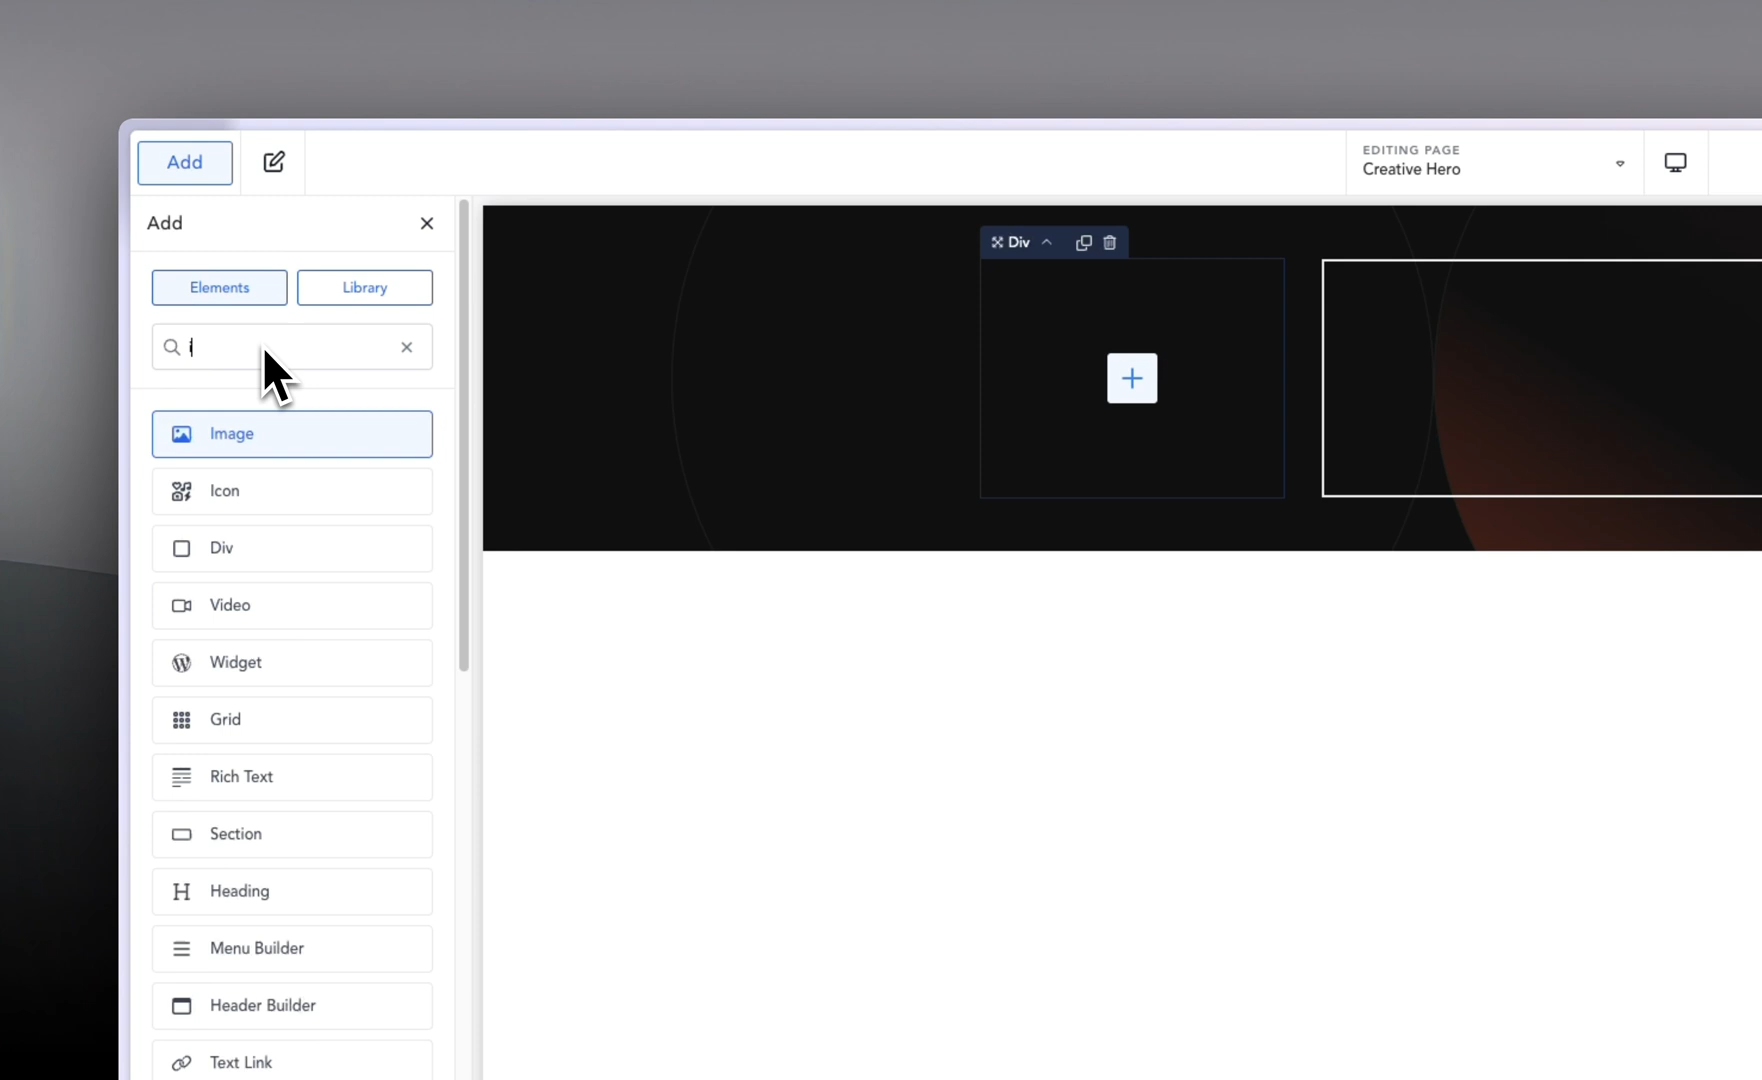 Add
EDITING PAGE
Creative Hero
Add
Div
Elements
Library
i
Image
Icon
Div
Video
Widget
Grid
Rich Text
Section
Heading
Menu Builder
Header Builder
Text Link